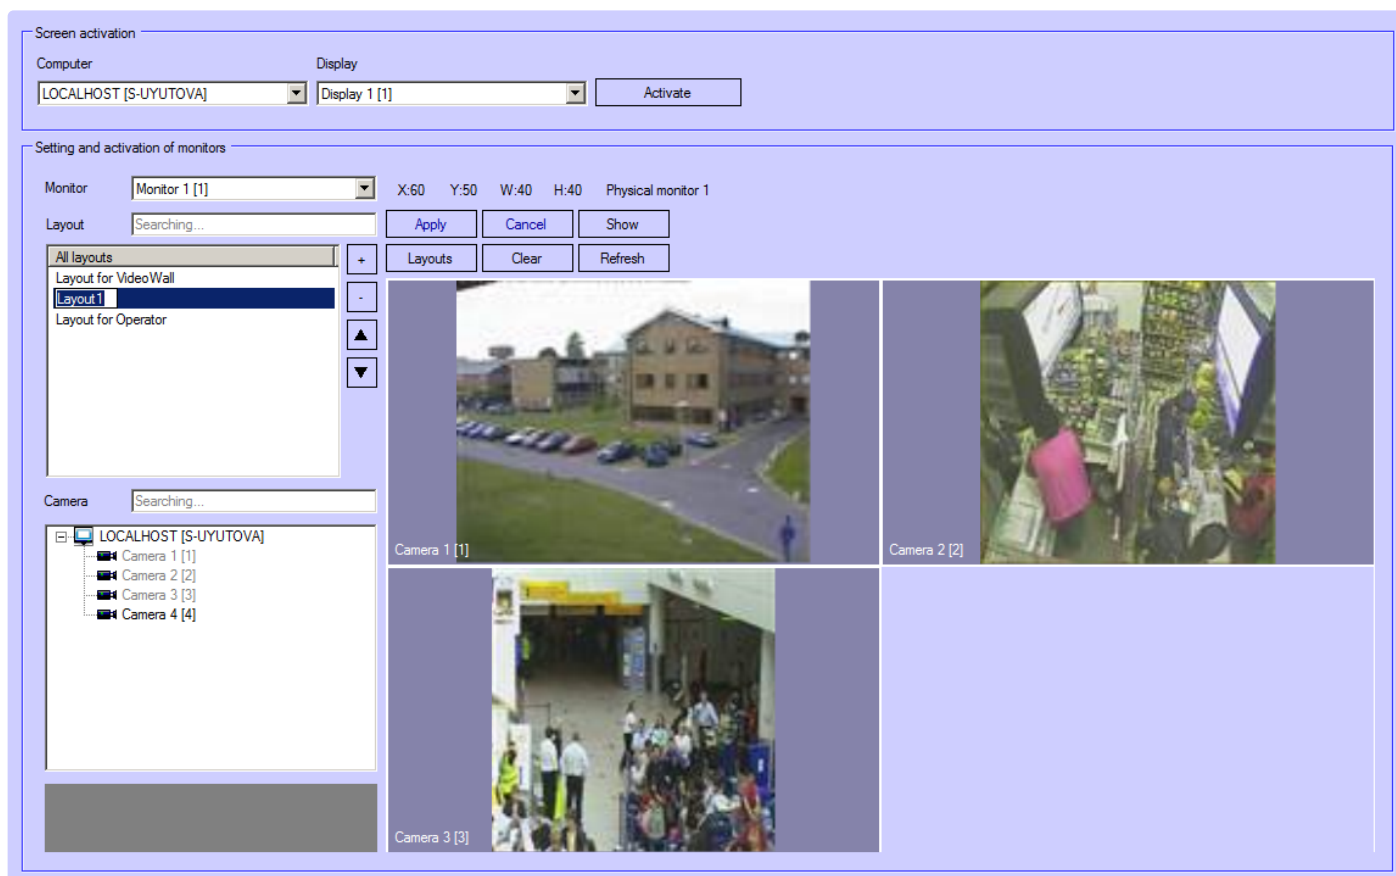 Screen activation
Computer Display
LOCALHOST [S-UYUTOVA] Display 1 [1] Activate
Setting and activation of monitors
Monitor Monitor 1 [1] X:60 Y:50 W:40 H:40 Physical monitor 1
Layout Searching... Apply Cancel Show
All layouts + Layouts Clear Refresh
Layout for VideoWall
Layout1 -
Layout for Operator
Camera Searching...
LOCALHOST [S-UYUTOVA]
Camera 1 [1] Camera 1 [1] Camera 2 [2]
Camera 2 [2]
Camera 3 [3]
Camera 4 [4]
Camera 3 [3]